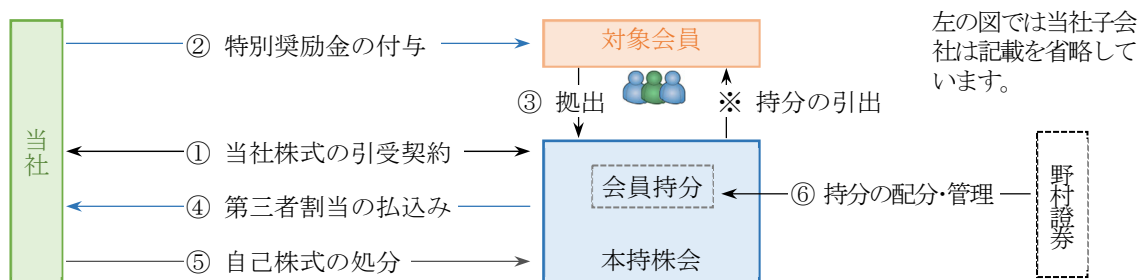 ② 特別奨励金の付与
対象会員
左の図では当社子会
社は記載を省略して
います。
③ 拠出
※ 持分の引出
当社
① 当社株式の引受契約
会員持分
⑥ 持分の配分・管理
野村證券
④ 第三者割当の払込み
⑤ 自己株式の処分
本持株会